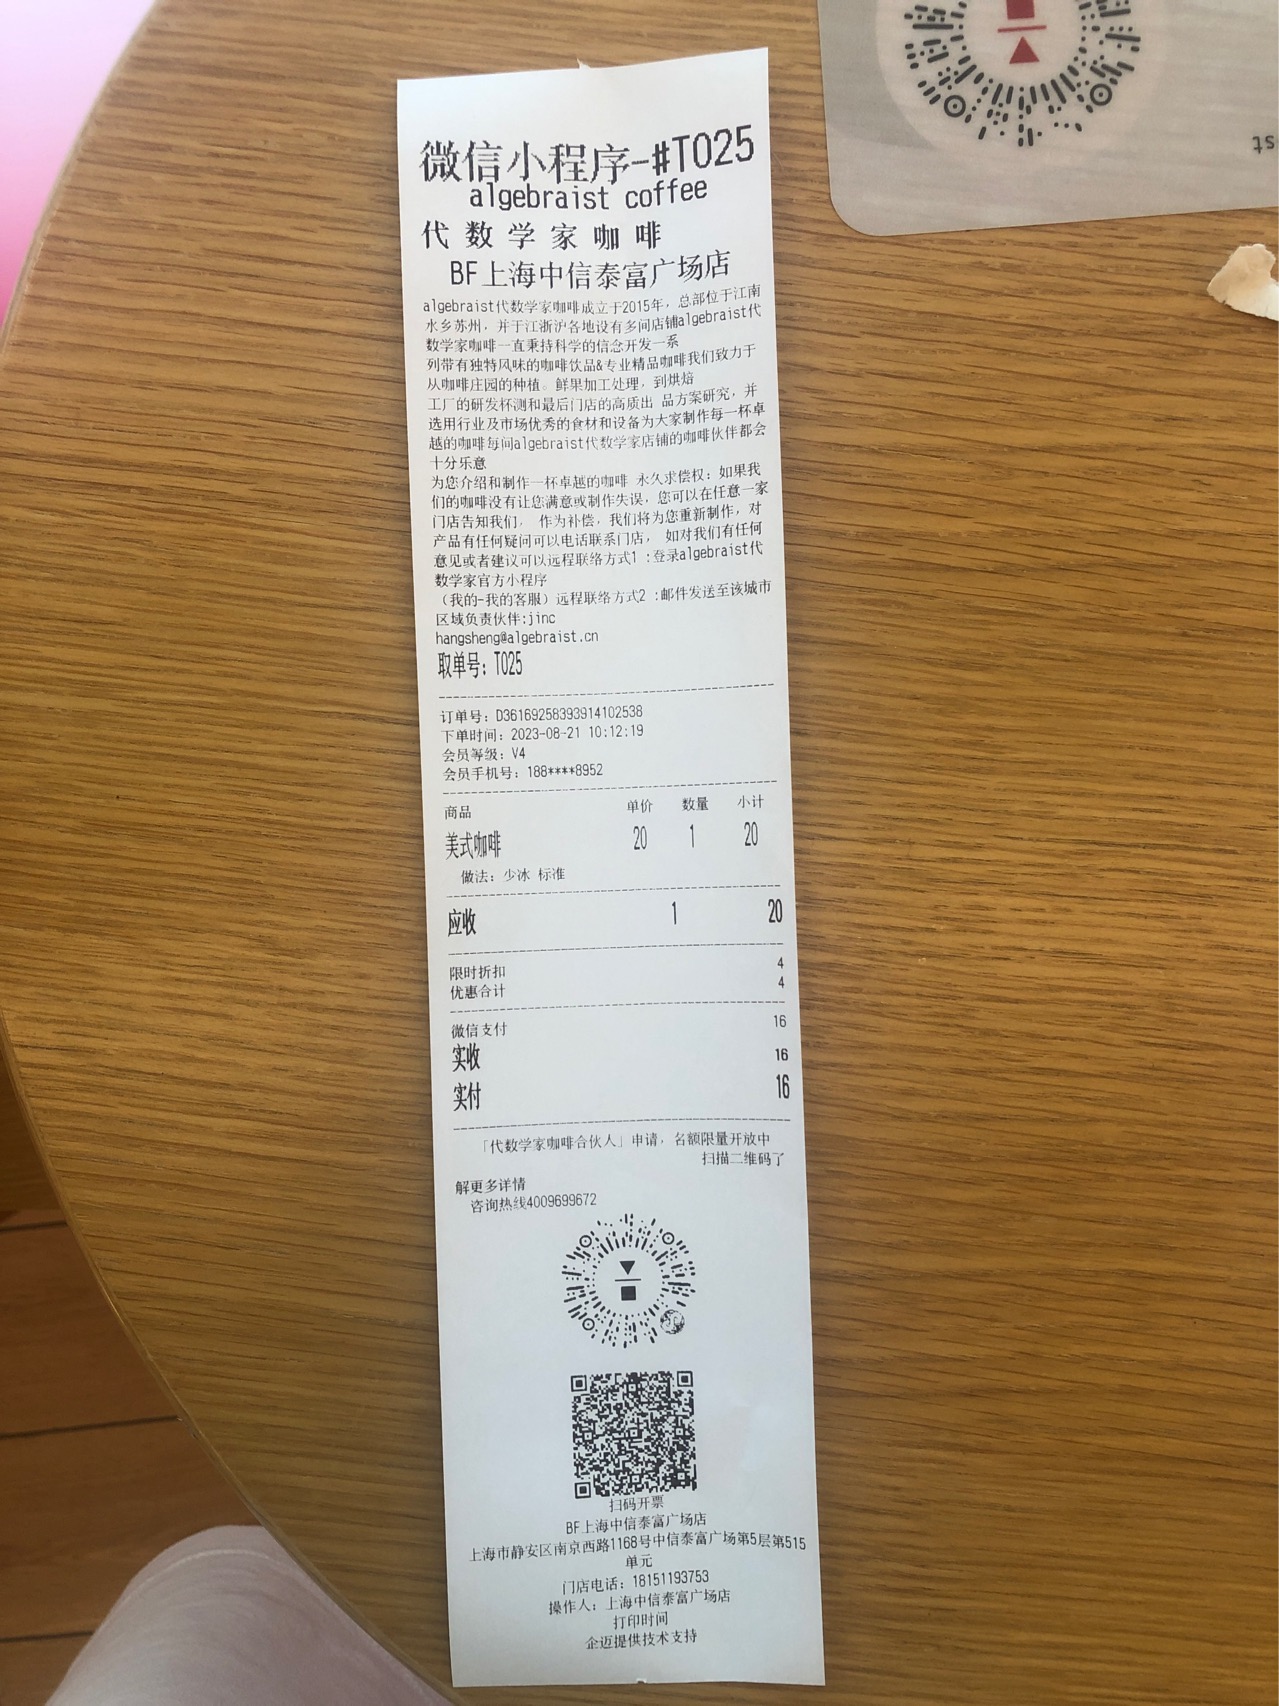 微信小程序-#T025
algebraist coffee
代数学家咖啡
BF上海中信泰富广场店
algebraist代数学家咖啡成立于2015年，总部位于江南
水乡苏州，并于江浙沪各地设有多间店铺algebraist代
数学家咖啡一直秉持科学的信念开发一系
列带有独特风味的咖啡饮品&专业精品咖啡我们致力于
从咖啡庄园的种植。鲜果加工处理，到烘焙
工厂的研发杯测和最后门店的高质出 品方案研究，并
选用行业及市场优秀的食材和设备为大家制作每一杯卓
越的咖啡每间algebraist代数学家店铺的咖啡伙伴都会
十分乐意
为您介绍和制作一杯卓越的咖啡 永久求偿权：如果我
们的咖啡没有让您满意或制作失误，您可以在任意一家
门店告知我们， 作为补偿，我们将为您重新制作，对
产品有任何疑问可以电话联系门店， 如对我们有任何
意见或者建议可以远程联络方式1 :登录algebraist代
数学家官方小程序
（我的-我的客服）远程联络方式2 :邮件发送至该城市
区域负责伙伴:jinc
hangsheng@algebraist.cn
取单号：T025
订单号：D36169258393914102538
下单时间：2023-08-21 10:12:19
会员等级：V4
会员手机号：188****8952
商品 单价 数量 小计
美式咖啡 20 1 20
做法：少冰 标准
应收 1 20
限时折扣 4
优惠合计 4
微信支付 16
实收 16
实付 16
「代数学家咖啡合伙人」申请，名额限量开放中
扫描二维码了
解更多详情
咨询热线4009699672
扫码开票
BF上海中信泰富广场店
上海市静安区南京西路1168号中信泰富广场第5层第515
单元
门店电话：18151193753
操作人：上海中信泰富广场店
打印时间
企迈提供技术支持